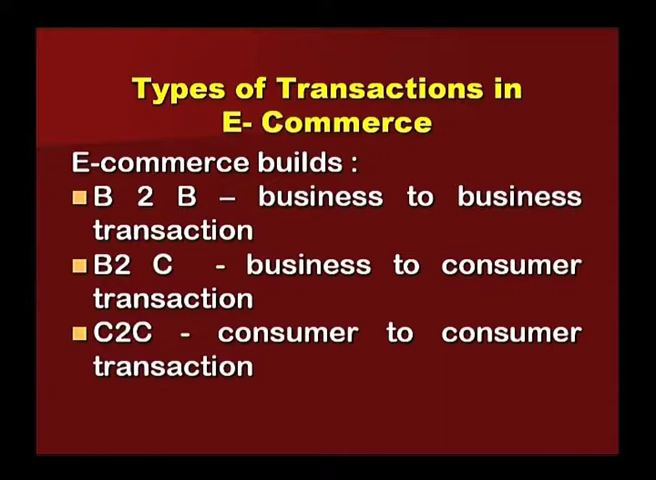 Types of Transactions in
E- Commerce
E-commerce builds :
B 2 B – business to business
transaction
B2 C - business to consumer
transaction
C2C - consumer to consumer
transaction